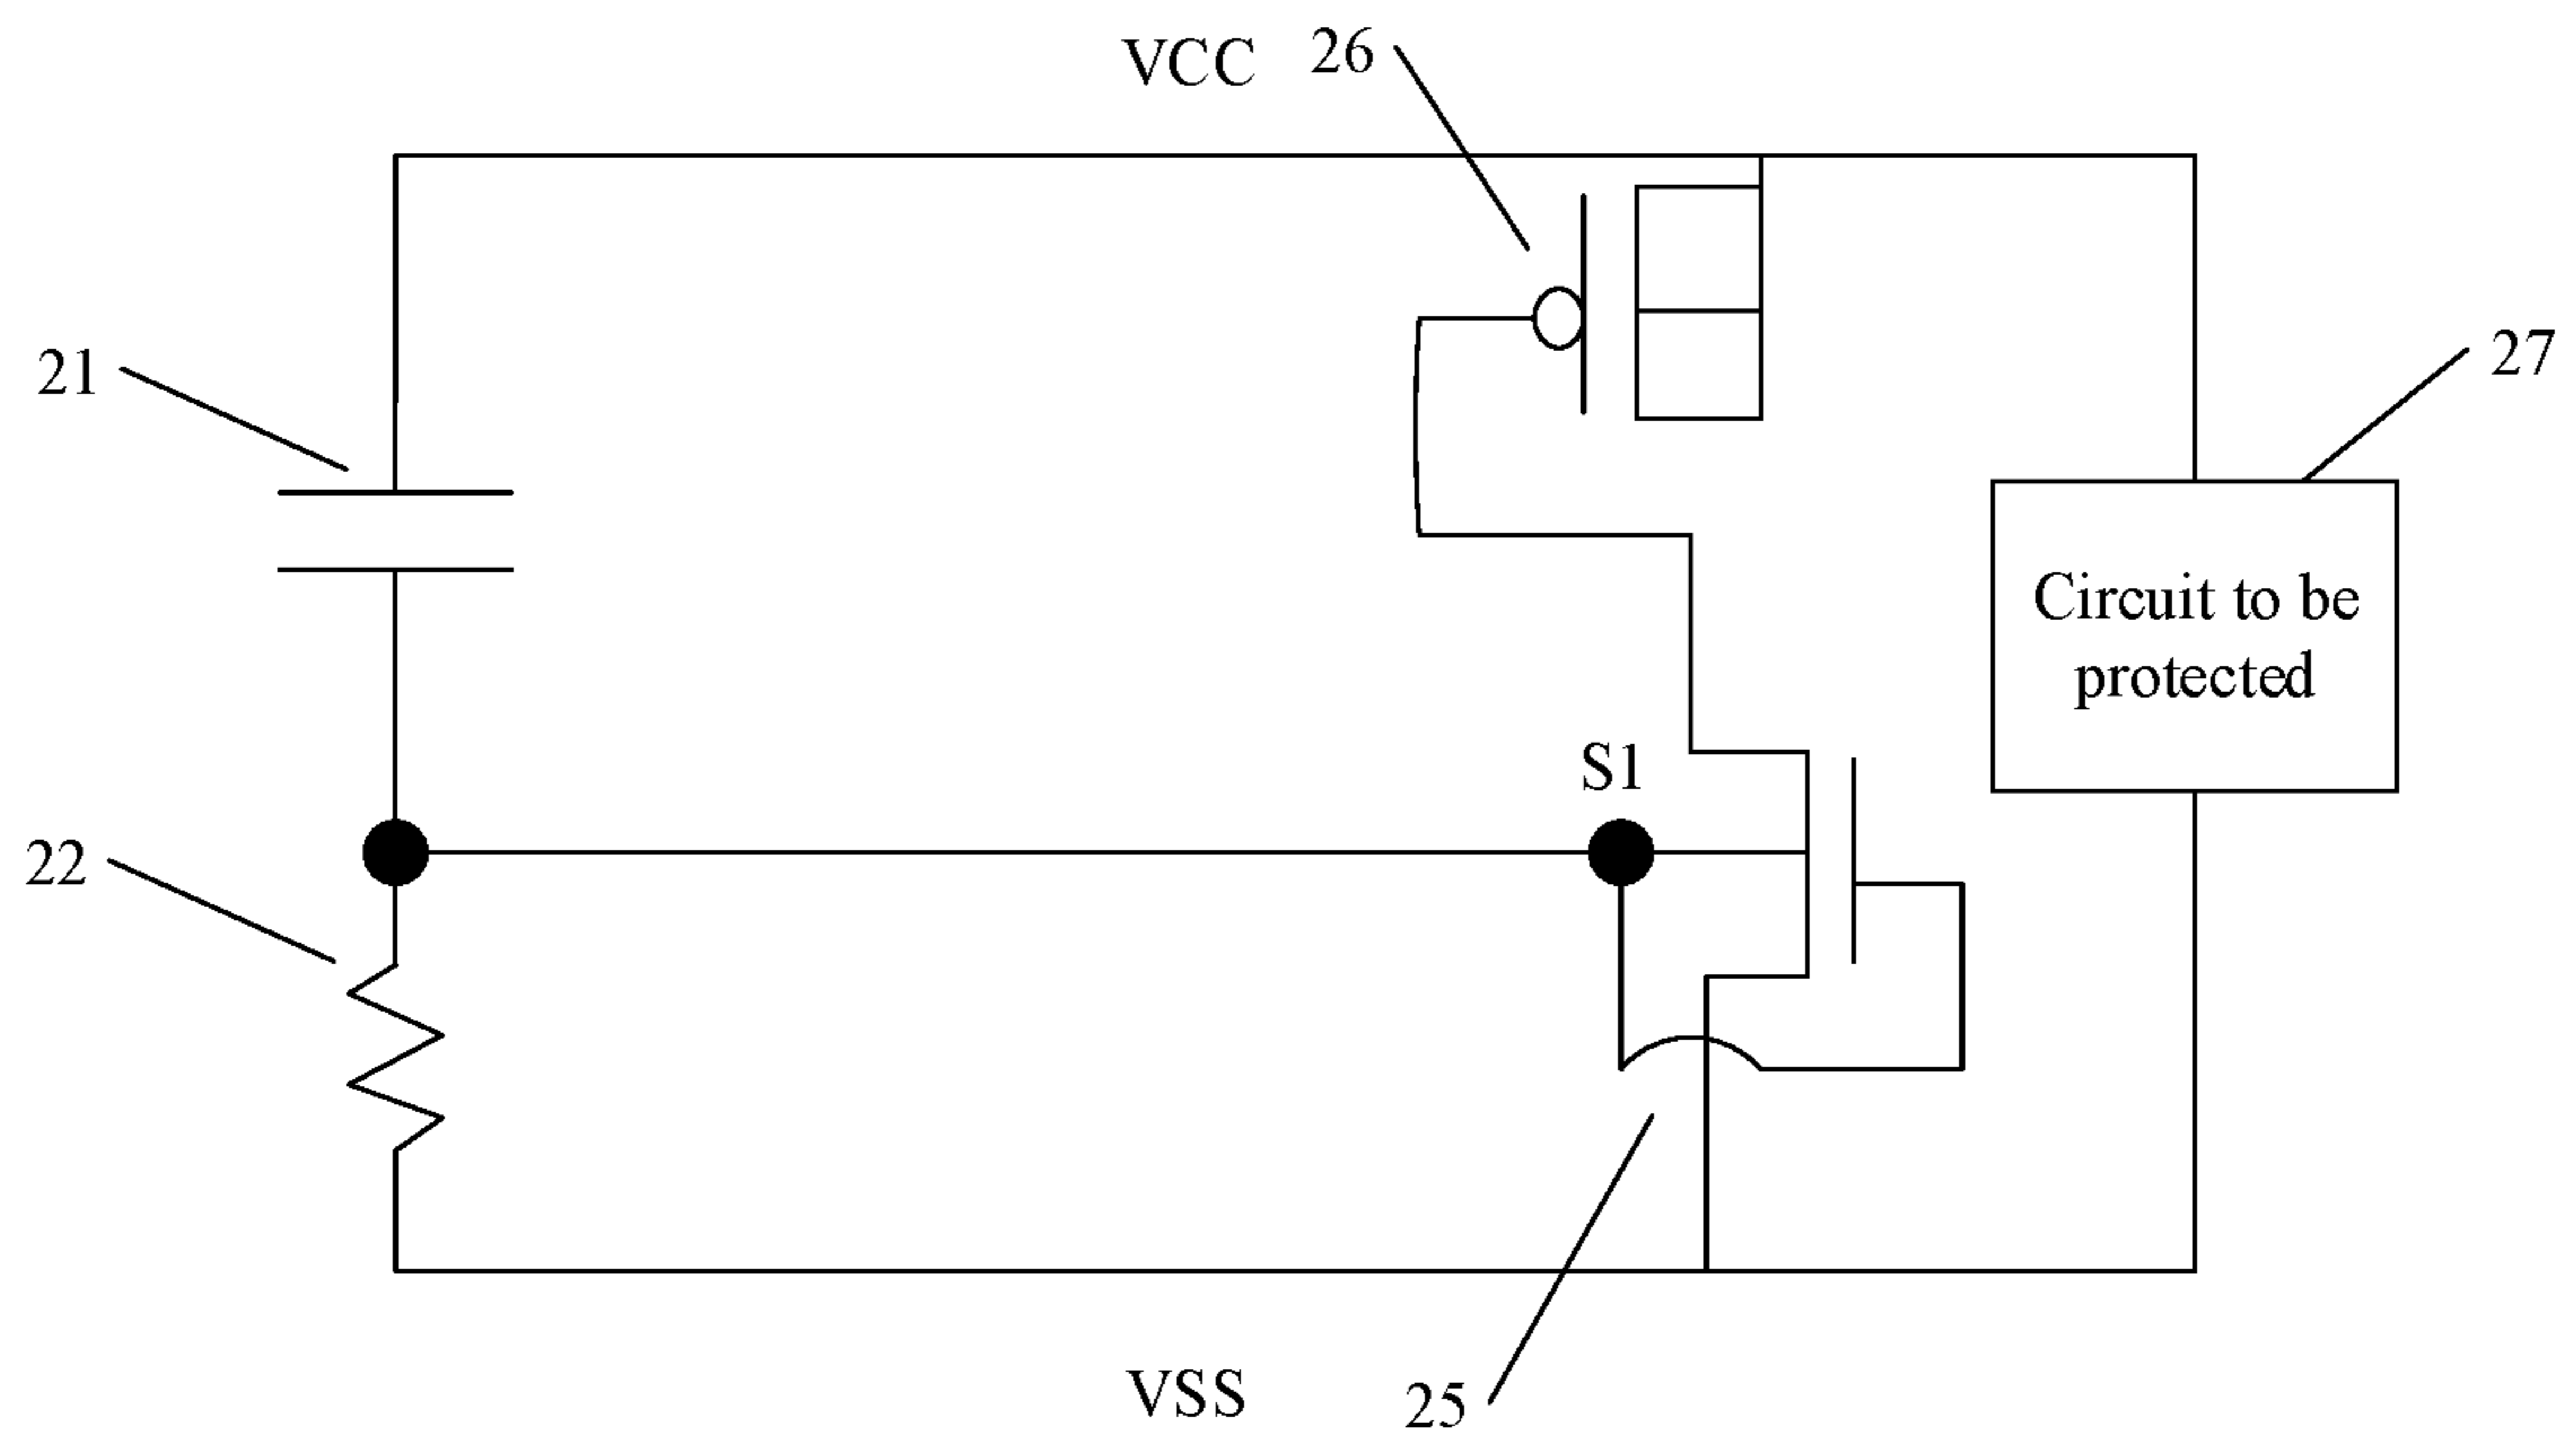 VCC
26
21
27
Circuit to be
protected
S1
22
VSS
25